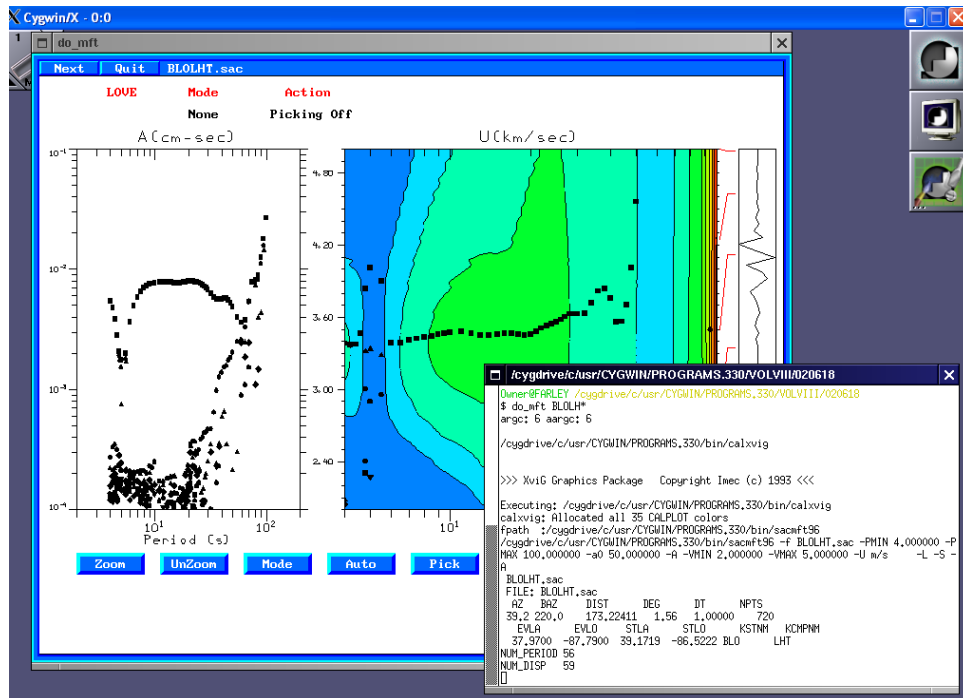 Cygwin/X - 0:0
1
do_mft
Next Quit BLOLHT.sac
LOVE Mode Action
None Picking Off
A(cm-sec) U(km/sec)
10-1
10-2
10-3
10-4
4.80
4.20
3.60
3.00
2.40
10¹ 10² 10¹
Period (s)
Zoom UnZoom Mode Auto Pick
/cygdrive/c/usr/CYGWIN/PROGRAMS.330/VOLVIII/020618
Owner@FARLEY /cygdrive/c/usr/CYGWIN/PROGRAMS.330/VOLVIII/020618
$ do_mft BLOLH*
argc: 6 aargc: 6
/cygdrive/c/usr/CYGWIN/PROGRAMS.330/bin/calxvig
>>> XviG Graphics Package Copyright Imec (c) 1993 <<<
Executing: /cygdrive/c/usr/CYGWIN/PROGRAMS.330/bin/calxvig
calxvig: Allocated all 35 CALPLOT colors
fpath :/cygdrive/c/usr/CYGWIN/PROGRAMS.330/bin/sacmft96
/cygdrive/c/usr/CYGWIN/PROGRAMS.330/bin/sacmft96 -f BLOLHT.sac -PMIN 4.000000 -P
MAX 100.000000 -a0 50.000000 -A -VMIN 2.000000 -VMAX 5.000000 -U m/s -L -S -
A
BLOLHT.sac
FILE: BLOLHT.sac
AZ BAZ DIST DEG DT NPTS
39.2 220.0 173.22411 1.56 1.00000 720
EVLA EVLO STLA STLO KSTNM KCMPNM
37.9700 -87.7900 39.1719 -86.5222 BLO LHT
NUM_PERIOD 56
NUM_DISP 59